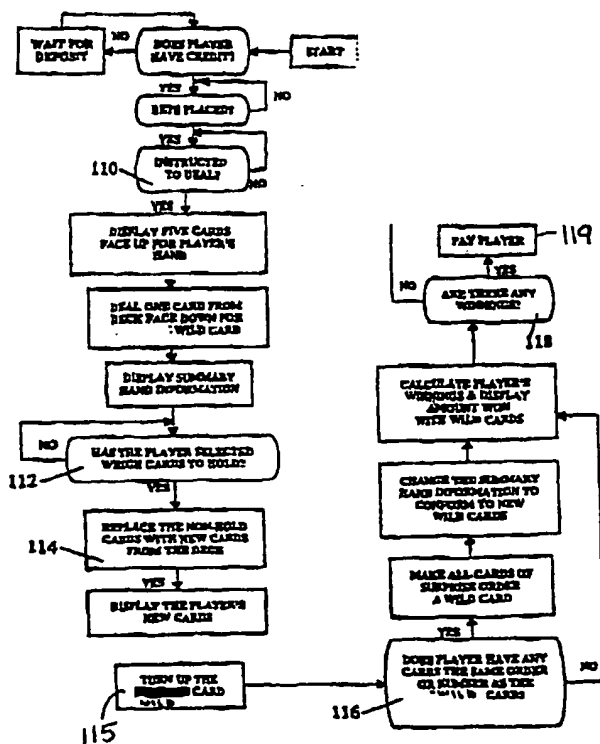 NO
WAIT FOR
DEPOSIT
DOES PLAYER
HAVE CREDIT?
START
YES
NO
BETS PLACED?
YES
110
INSTRUCTED
TO DEAL?
NO
YES
DISPLAY FIVE CARDS
FACE UP FOR PLAYER'S
HAND
DEAL ONE CARD FROM
DECK FACE DOWN FOR
WILD CARD
DISPLAY SUMMARY
HAND INFORMATION
NO
HAS THE PLAYER SELECTED
WHICH CARDS TO HOLD?
112
YES
REPLACE THE NON-HOLD
CARDS WITH NEW CARDS
FROM THE DECK
114
YES
DISPLAY THE PLAYER'S
NEW CARDS
TURN UP THE
CARD
WILD
115
DOES PLAYER HAVE ANY
CARDS THE SAME ORDER
OR NUMBER AS THE
WILD CARDS
116
NO
YES
MAKE ALL CARDS OF
SURPRISE ORDER
A WILD CARD
CHANGE THE SUMMARY
HAND INFORMATION TO
CONFORM TO NEW
WILD CARDS
CALCULATE PLAYER'S
WINNINGS & DISPLAY
AMOUNT WON
WITH WILD CARDS
ARE THERE ANY
WINNINGS?
118
NO
YES
PAY PLAYER
119